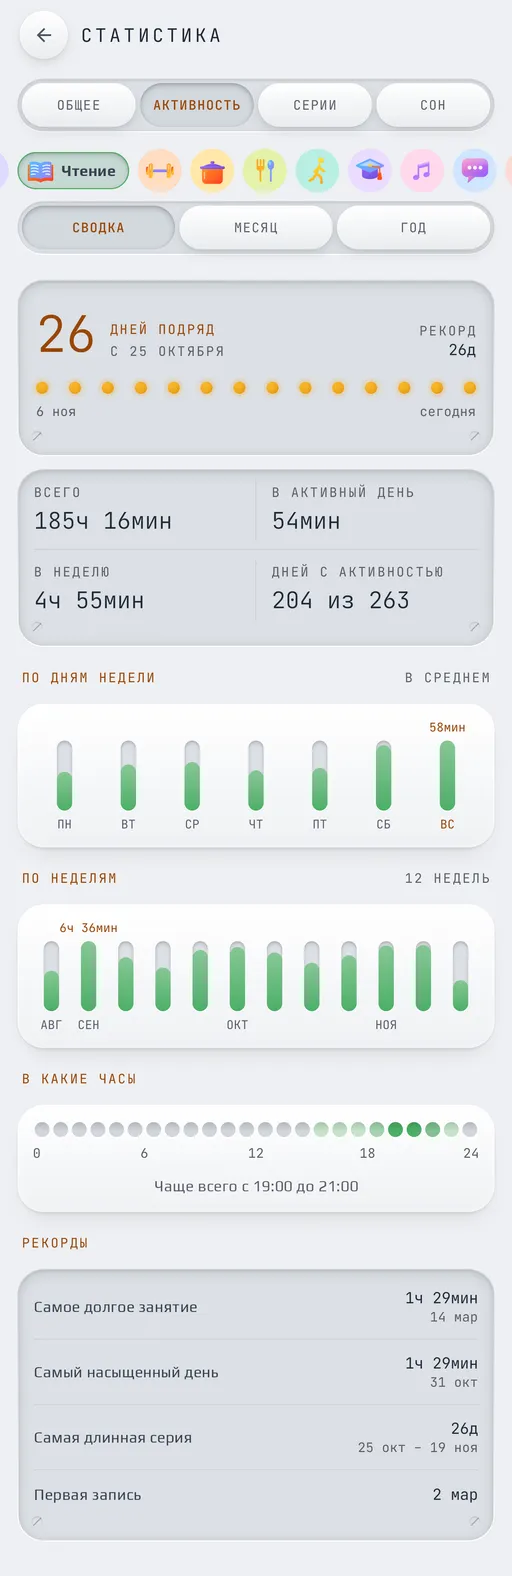 СТАТИСТИКА
ОБЩЕЕ АКТИВНОСТЬ СЕРИИ СОН
Чтение
СВОДКА МЕСЯЦ ГОД
26 ДНЕЙ ПОДРЯД
С 25 ОКТЯБРЯ
РЕКОРД
26д
6 ноя сегодня
ВСЕГО
185ч 16мин
В АКТИВНЫЙ ДЕНЬ
54мин
В НЕДЕЛЮ
4ч 55мин
ДНЕЙ С АКТИВНОСТЬЮ
204 из 263
ПО ДНЯМ НЕДЕЛИ В СРЕДНЕМ
58мин
ПН ВТ СР ЧТ ПТ СБ ВС
ПО НЕДЕЛЯМ 12 НЕДЕЛЬ
6ч 36мин
АВГ СЕН ОКТ НОЯ
В КАКИЕ ЧАСЫ
0 6 12 18 24
Чаще всего с 19:00 до 21:00
РЕКОРДЫ
Самое долгое занятие 1ч 29мин
14 мар
Самый насыщенный день 1ч 29мин
31 окт
Самая длинная серия 26д
25 окт – 19 ноя
Первая запись 2 мар